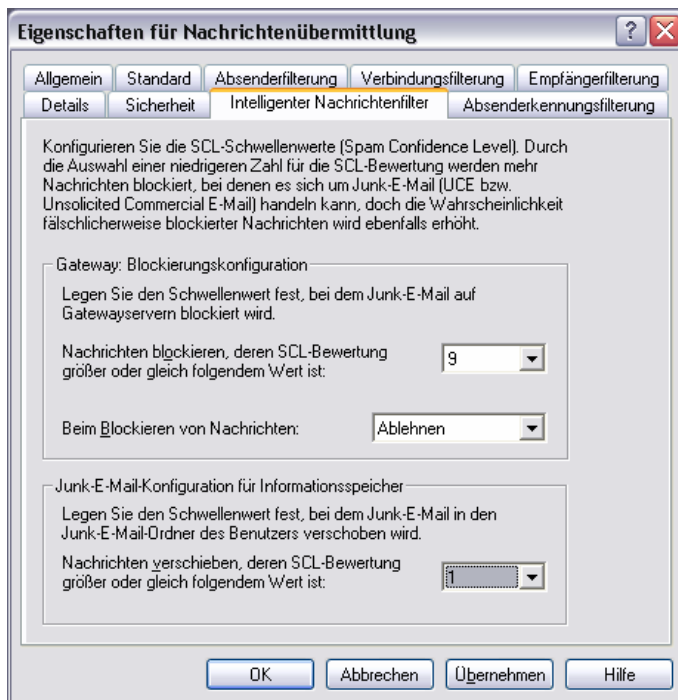 Eigenschaften für Nachrichtenübermittlung
Allgemein Standard Absenderfilterung Verbindungsfilterung Empfängerfilterung
Details Sicherheit Intelligenter Nachrichtenfilter Absenderkennungsfilterung
Konfigurieren Sie die SCL-Schwellenwerte (Spam Confidence Level). Durch
die Auswahl einer niedrigeren Zahl für die SCL-Bewertung werden mehr
Nachrichten blockiert, bei denen es sich um Junk-E-Mail (UCE bzw.
Unsolicited Commercial E-Mail) handeln kann, doch die Wahrscheinlichkeit
fälschlicherweise blockierter Nachrichten wird ebenfalls erhöht.
Gateway: Blockierungskonfiguration
Legen Sie den Schwellenwert fest, bei dem Junk-E-Mail auf
Gatewayservern blockiert wird.
Nachrichten blockieren, deren SCL-Bewertung
größer oder gleich folgendem Wert ist:
9
Beim Blockieren von Nachrichten: Ablehnen
Junk-E-Mail-Konfiguration für Informationsspeicher
Legen Sie den Schwellenwert fest, bei dem Junk-E-Mail in den
Junk-E-Mail-Ordner des Benutzers verschoben wird.
Nachrichten verschieben, deren SCL-Bewertung
größer oder gleich folgendem Wert ist:
1
OK Abbrechen Übernehmen Hilfe